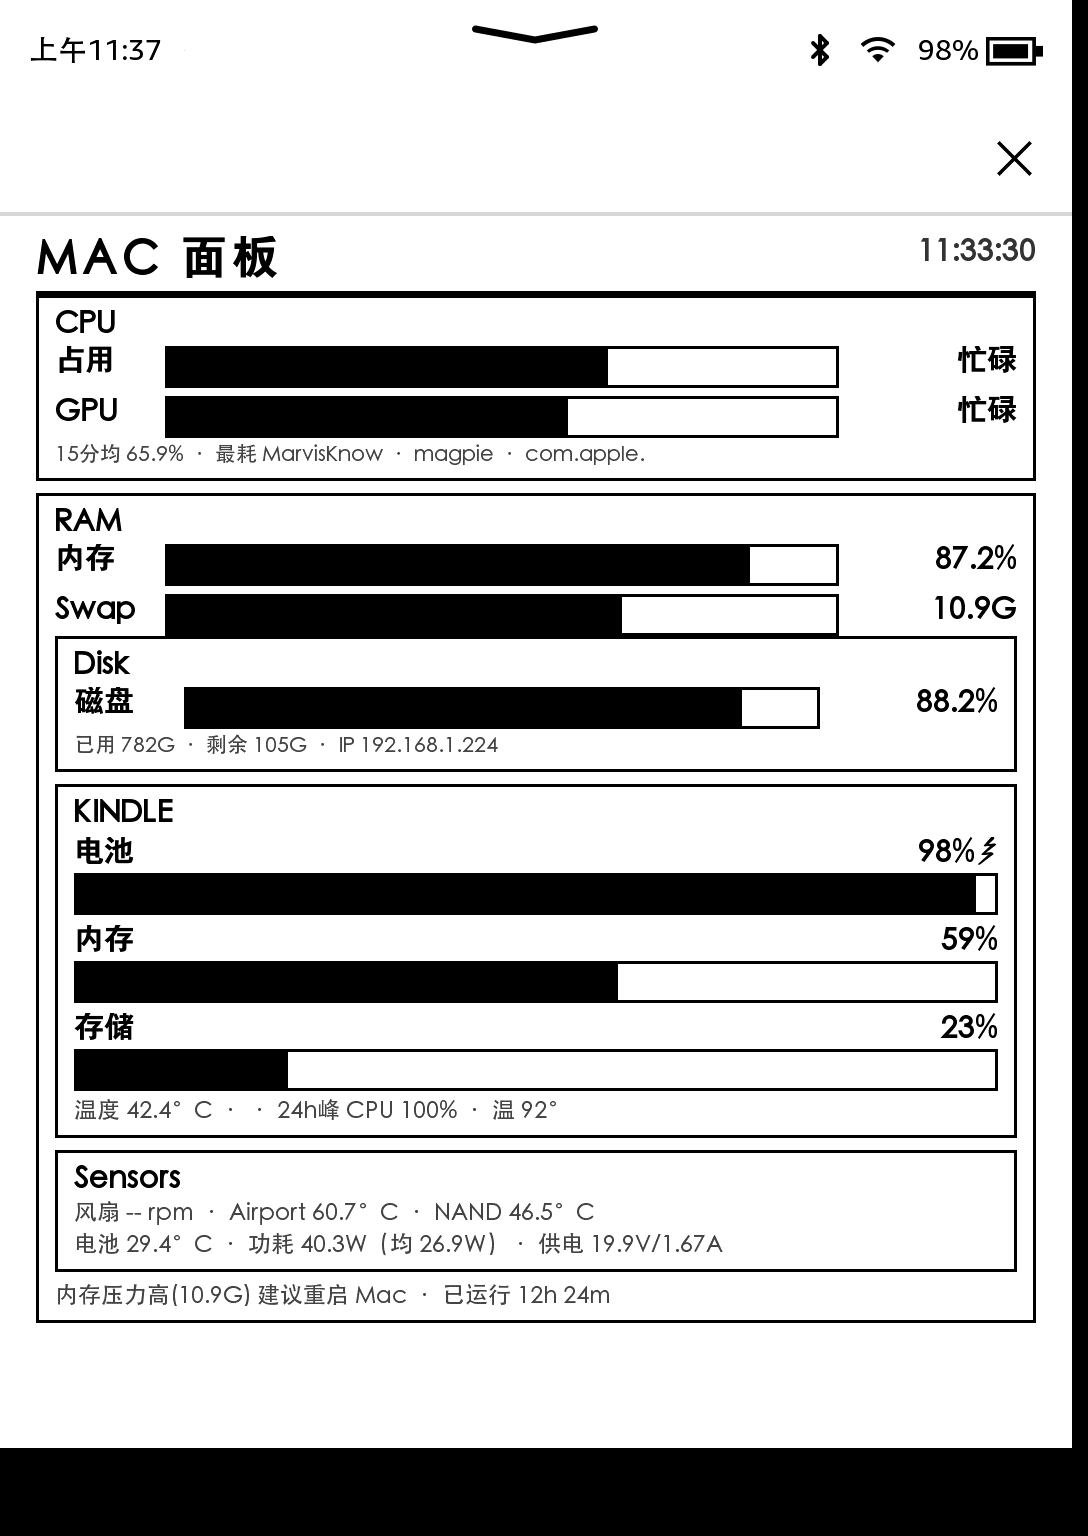 上午11:37 98%
MAC 面板 11:33:30
CPU
占用 忙碌
GPU 忙碌
15分均 65.9% · 最耗 MarvisKnow · magpie · com.apple.
RAM
内存 87.2%
Swap 10.9G
Disk
磁盘 88.2%
已用 782G · 剩余 105G · IP 192.168.1.224
KINDLE
电池 98%⚡
内存 59%
存储 23%
温度 42.4° C · · 24h峰 CPU 100% · 温 92°
Sensors
风扇 -- rpm · Airport 60.7° C · NAND 46.5° C
电池 29.4° C · 功耗 40.3W (均 26.9W) · 供电 19.9V/1.67A
内存压力高(10.9G) 建议重启 Mac · 已运行 12h 24m